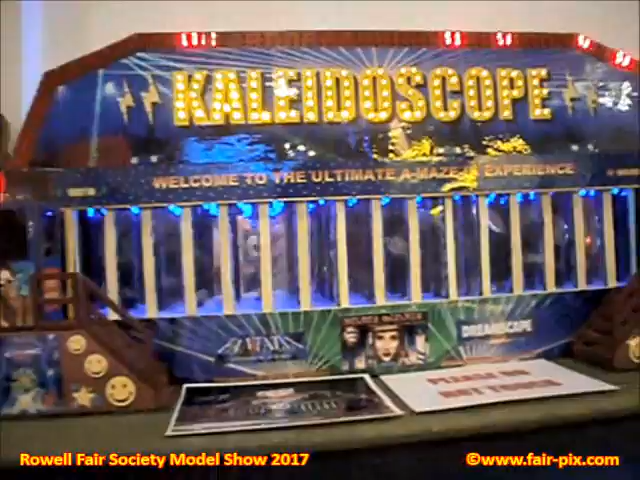 KALEIDOSCOPE
WELCOME TO THE ULTIMATE A-MAZE-IN EXPERIENCE
DREAMSCAPE
PLEASE DO
NOT TOUCH
Rowell Fair Society Model Show 2017
©www.fair-pix.com